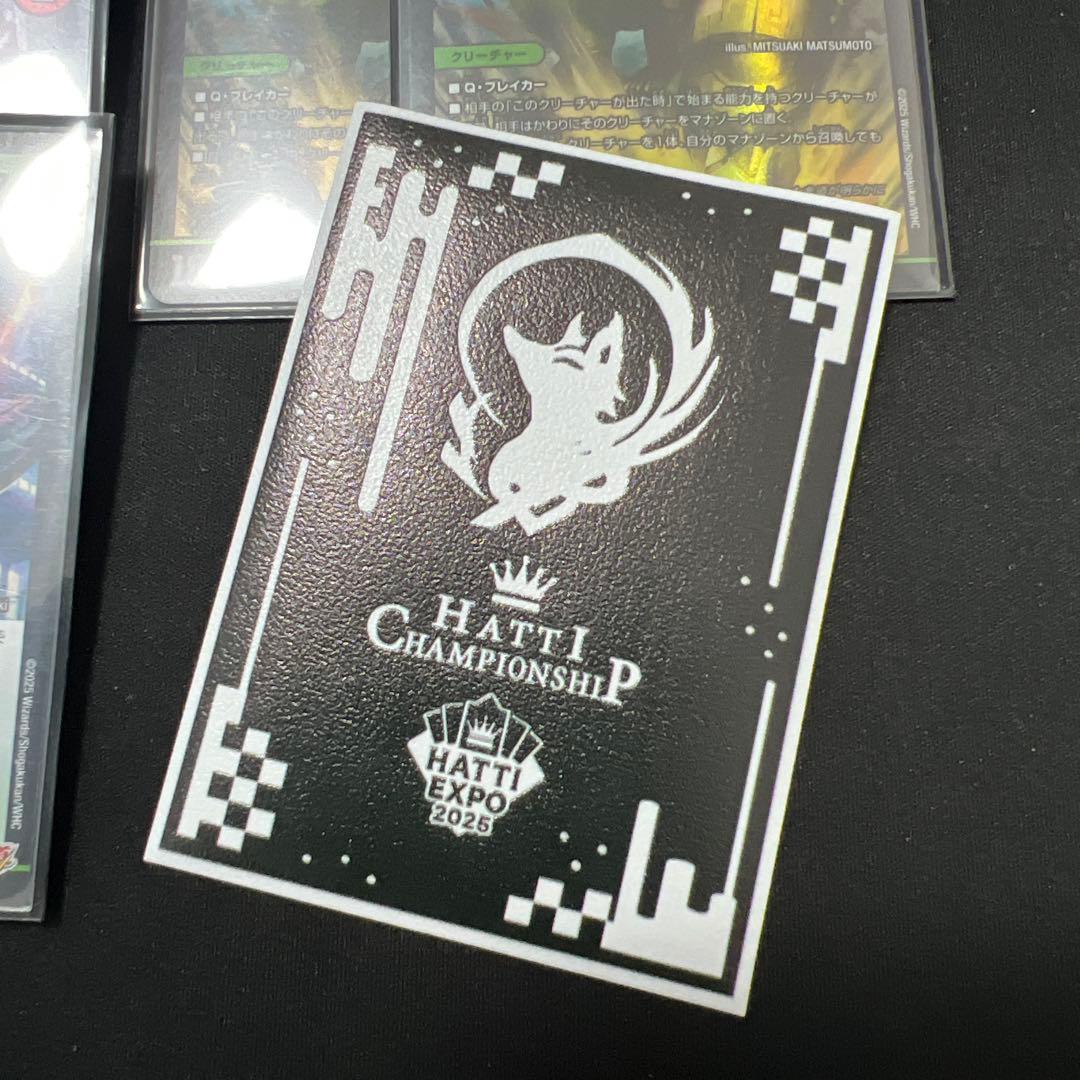 クリーチャー
■Q・ブレイカー
illus. MITSUAKI MATSUMOTO
クリーチャー
■Q・ブレイカー
■相手の「このクリーチャーが出た時」で始まる能力を持つクリーチャーが
相手はかわりにそのクリーチャーをマナゾーンに置く
クリーチャーを1体、自分のマナゾーンから召喚しても
©2025 Wizards/Shogakukan/WHC
HATTI
CHAMPIONSHIP
HATTI
EXPO
2025
©2025 Wizards/Shogakukan/WHC